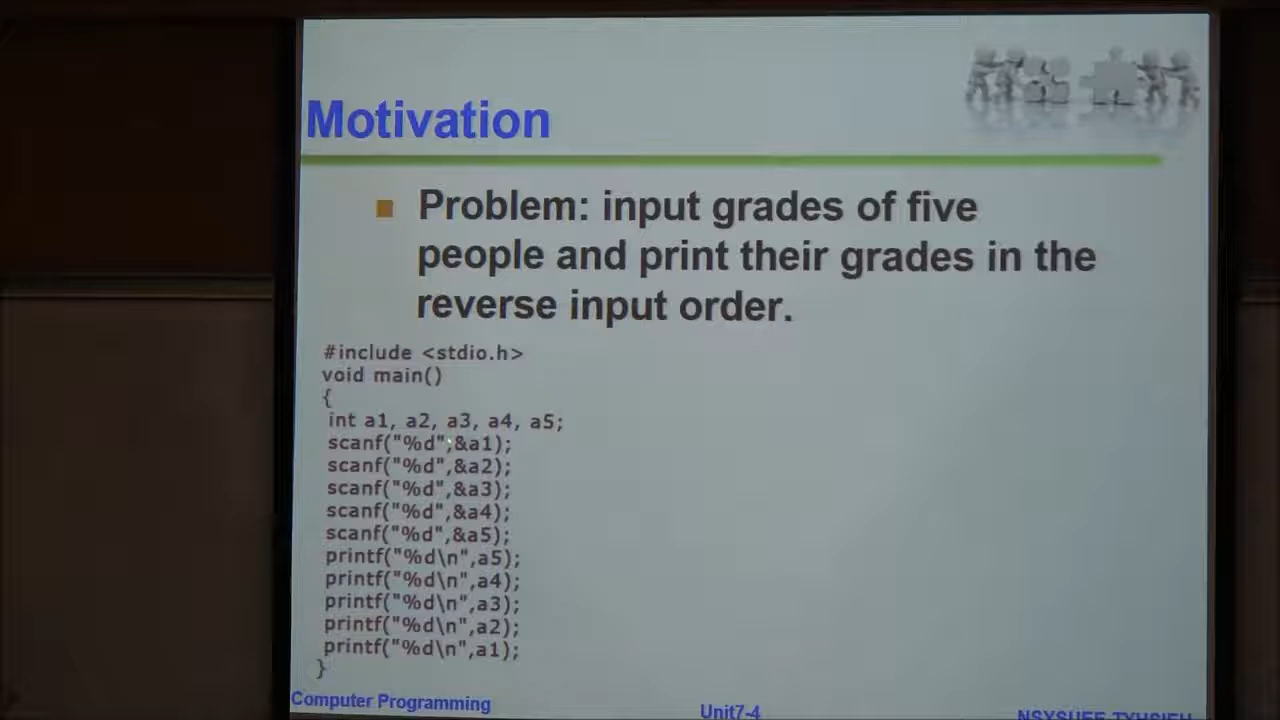 Motivation
Problem: input grades of five
people and print their grades in the
reverse input order.
#include <stdio.h>
void main()
{
int a1, a2, a3, a4, a5;
scanf("%d",&a1);
scanf("%d",&a2);
scanf("%d",&a3);
scanf("%d",&a4);
scanf("%d",&a5);
printf("%d\n",a5);
printf("%d\n",a4);
printf("%d\n",a3);
printf("%d\n",a2);
printf("%d\n",a1);
}
Computer Programming
Unit7-4
NSYSUEE TYHSIEH